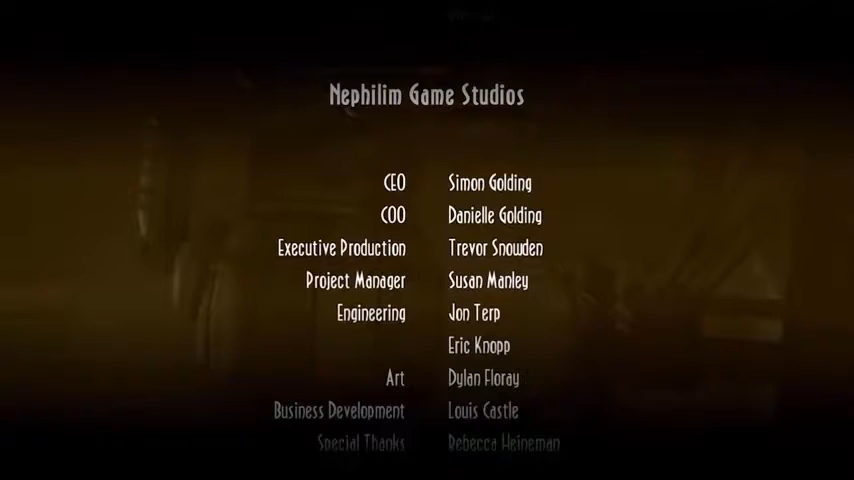 Nephilim Game Studios
CEO Simon Golding
COO Danielle Golding
Executive Production Trevor Snowden
Project Manager Susan Manley
Engineering Jon Terp
Eric Knopp
Art Dylan Floray
Business Development Louis Castle
Special Thanks Rebecca Heineman